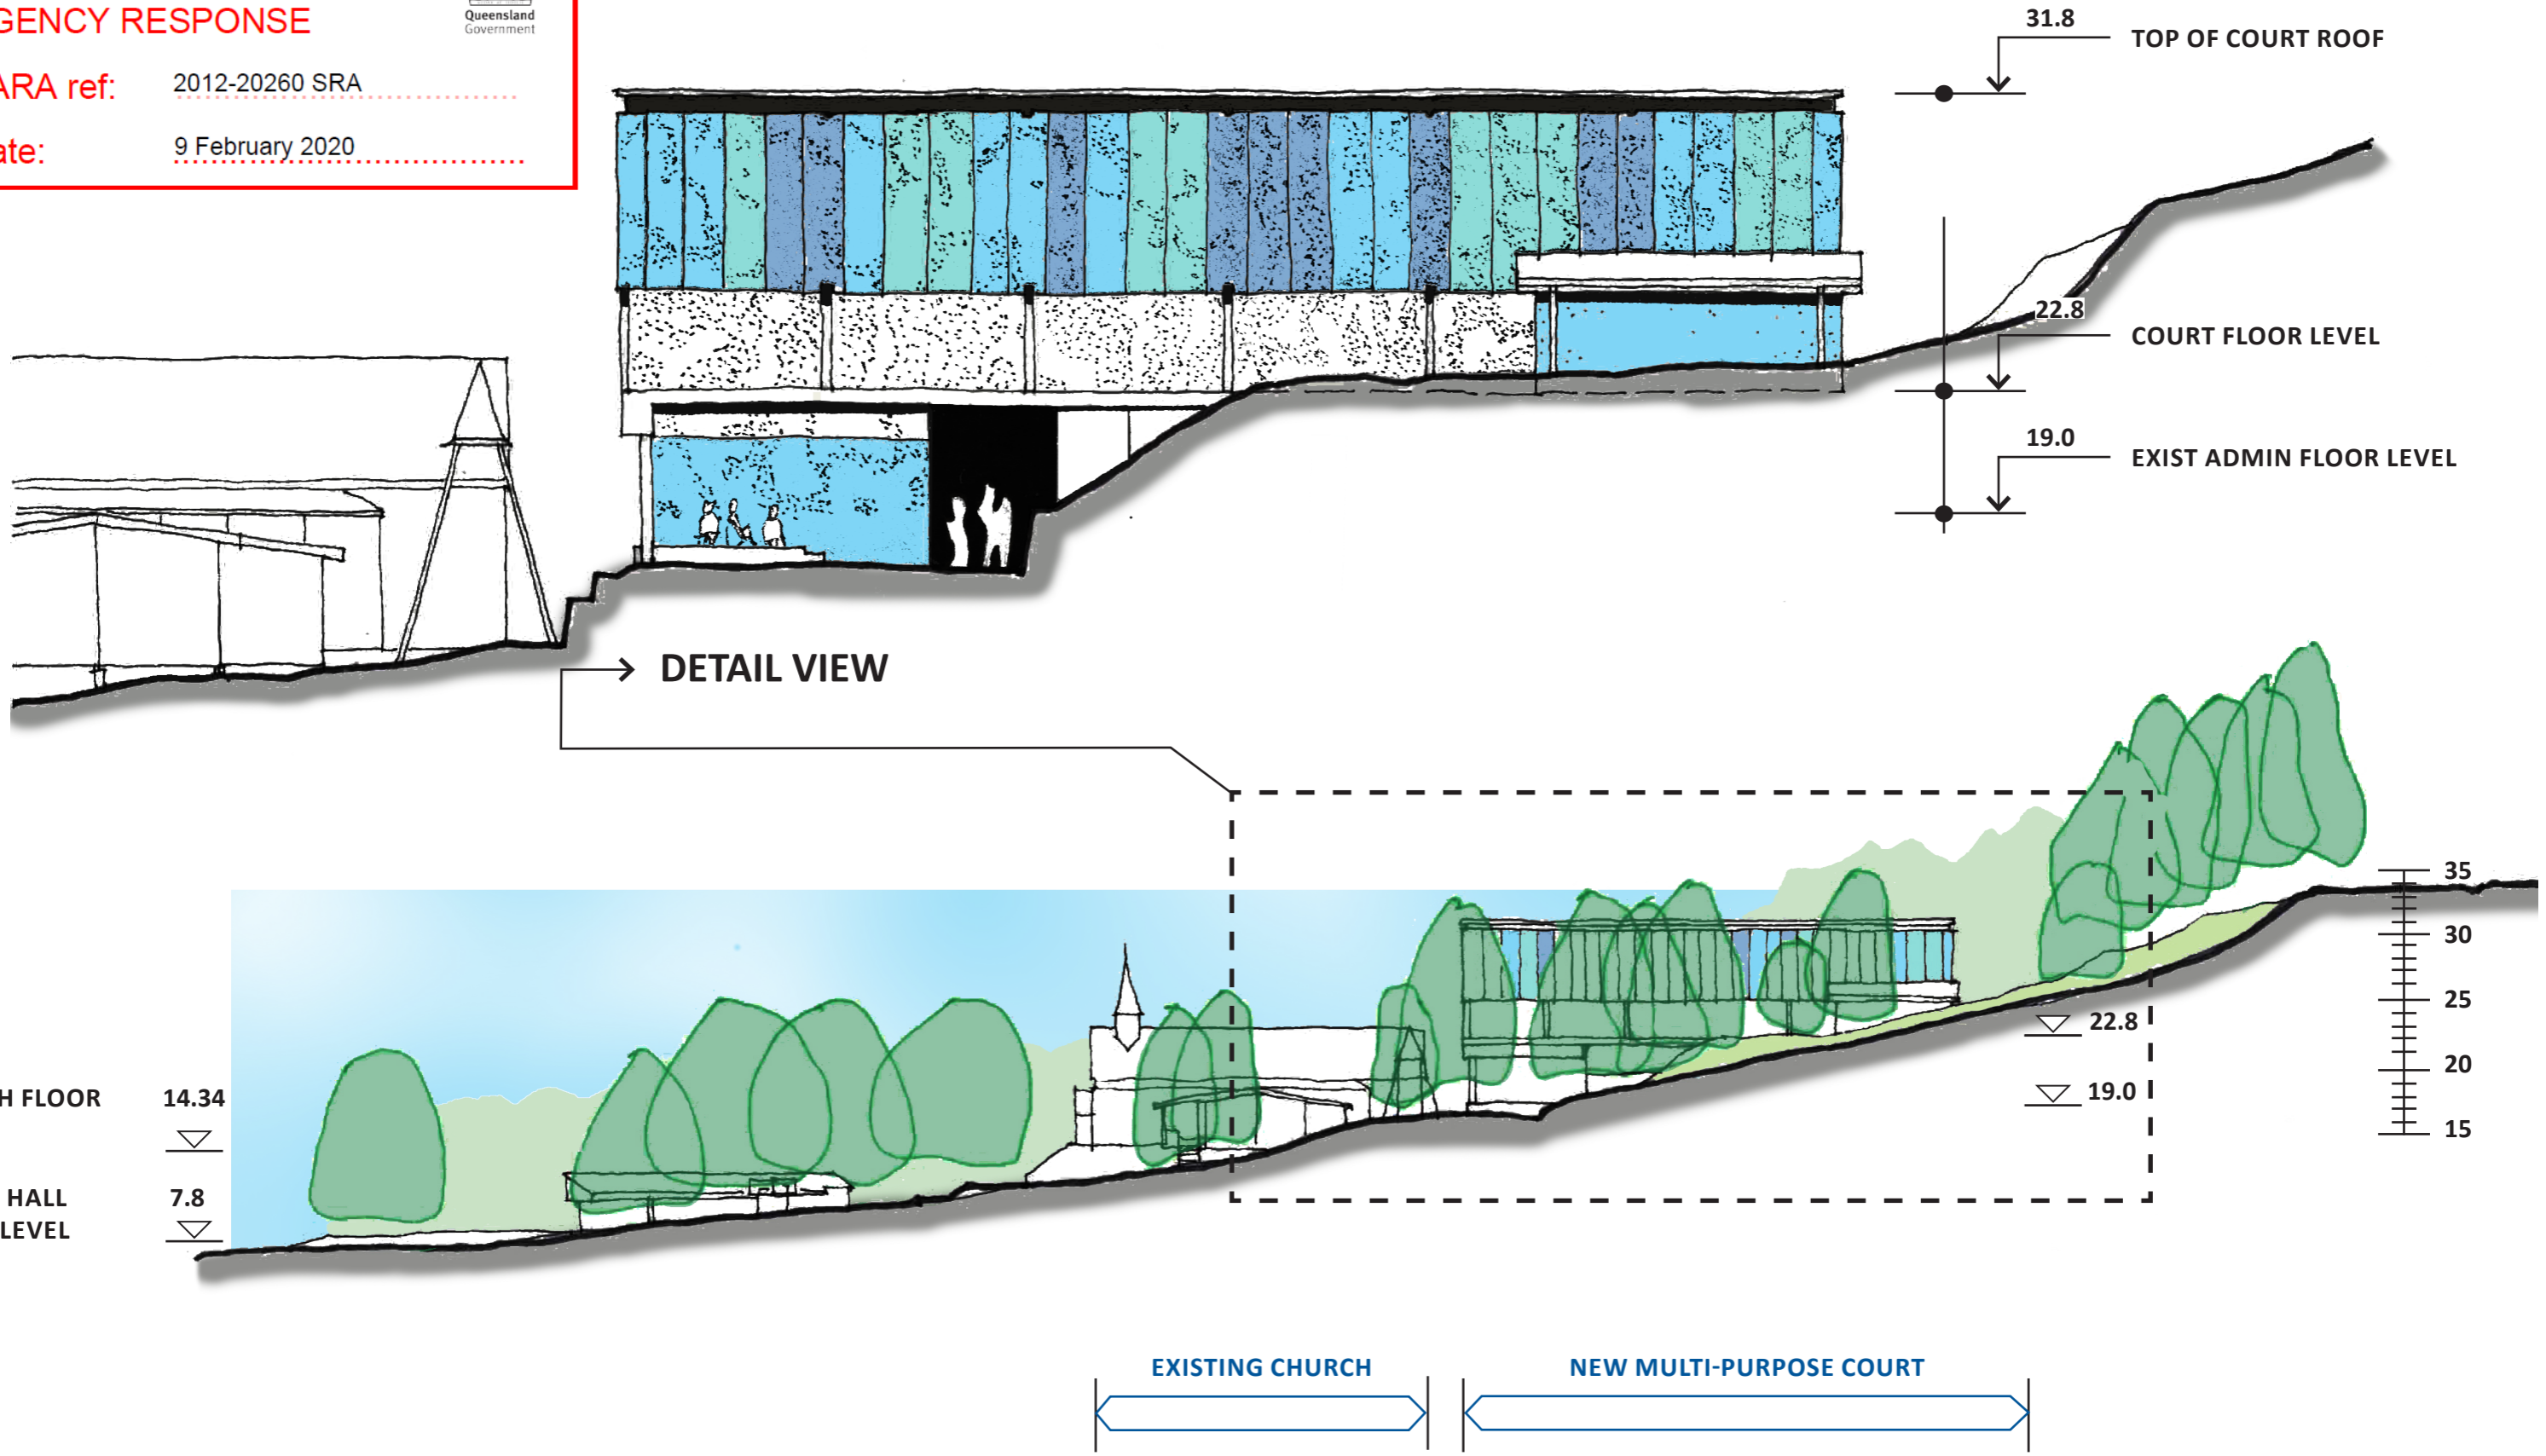 GENCY RESPONSE
Queensland
Government
ARA ref: 2012-20260 SRA
ate: 9 February 2020
31.8
TOP OF COURT ROOF
22.8
COURT FLOOR LEVEL
19.0
EXIST ADMIN FLOOR LEVEL
DETAIL VIEW
35
30
25
22.8
20
19.0
15
H FLOOR 14.34
HALL 7.8
LEVEL
EXISTING CHURCH
NEW MULTI-PURPOSE COURT